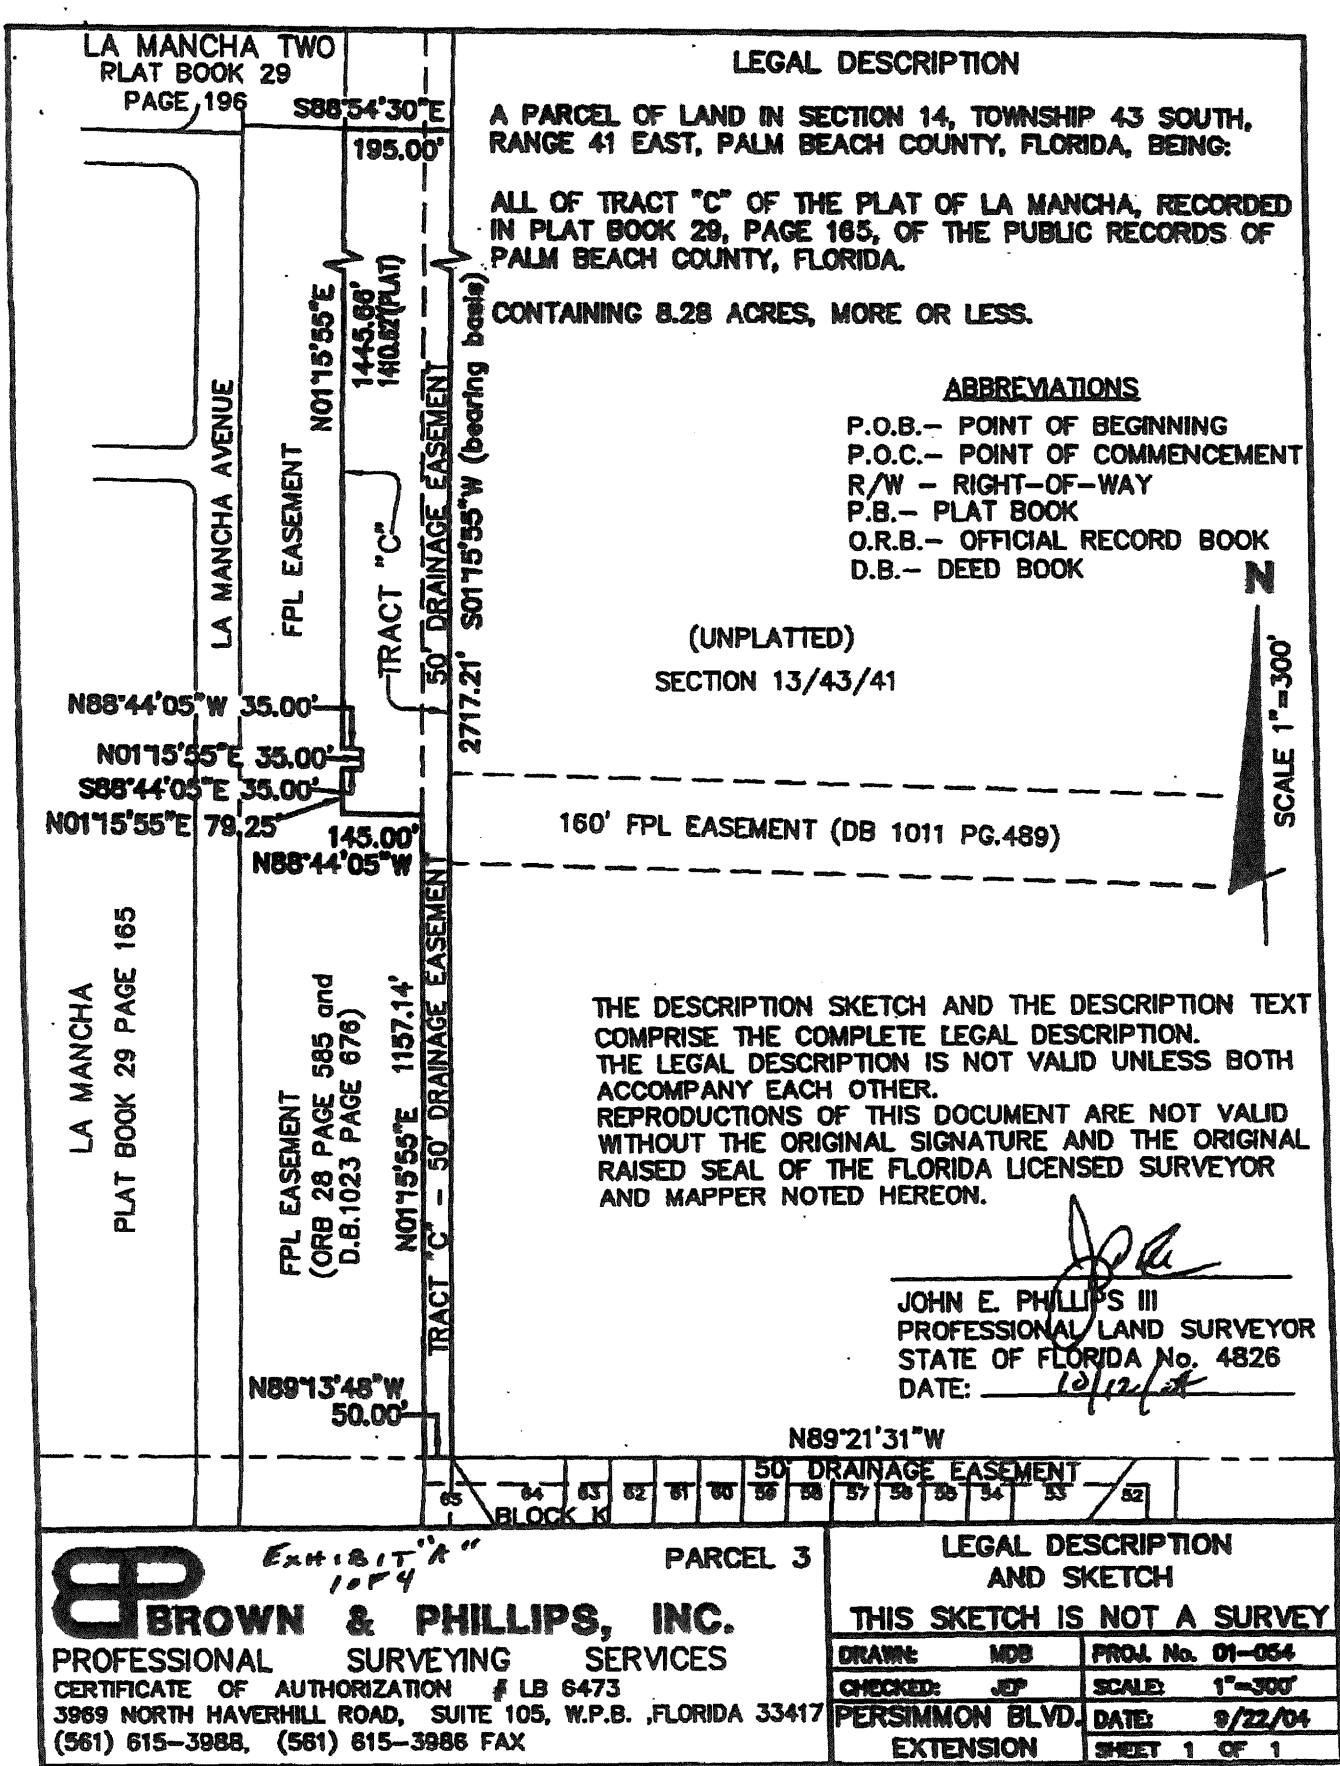 LA MANCHA TWO
PLAT BOOK 29
PAGE 196
S88°54'30"E
195.00'
LEGAL DESCRIPTION
A PARCEL OF LAND IN SECTION 14, TOWNSHIP 43 SOUTH,
RANGE 41 EAST, PALM BEACH COUNTY, FLORIDA, BEING:
ALL OF TRACT "C" OF THE PLAT OF LA MANCHA, RECORDED
IN PLAT BOOK 29, PAGE 165, OF THE PUBLIC RECORDS OF
PALM BEACH COUNTY, FLORIDA.
CONTAINING 8.28 ACRES, MORE OR LESS.
ABBREVIATIONS
P.O.B.- POINT OF BEGINNING
P.O.C.- POINT OF COMMENCEMENT
R/W - RIGHT-OF-WAY
P.B.- PLAT BOOK
O.R.B.- OFFICIAL RECORD BOOK
D.B.- DEED BOOK
N
SCALE 1"=300'
LA MANCHA AVENUE
FPL EASEMENT
N01°15'55"E
1445.66'
1410.62'(PLAT)
TRACT "C"
50' DRAINAGE EASEMENT
2717.21' S01°15'55"W (bearing basis)
(UNPLATTED)
SECTION 13/43/41
N88°44'05"W 35.00'
N01°15'55"E 35.00'
S88°44'05"E 35.00'
N01°15'55"E 79.25'
145.00'
N88°44'05"W
160' FPL EASEMENT (DB 1011 PG.489)
LA MANCHA
PLAT BOOK 29 PAGE 165
FPL EASEMENT
(ORB 28 PAGE 585 and
D.B.1023 PAGE 676)
N01°15'55"E 1157.14'
TRACT "C" - 50' DRAINAGE EASEMENT
THE DESCRIPTION SKETCH AND THE DESCRIPTION TEXT
COMPRISE THE COMPLETE LEGAL DESCRIPTION.
THE LEGAL DESCRIPTION IS NOT VALID UNLESS BOTH
ACCOMPANY EACH OTHER.
REPRODUCTIONS OF THIS DOCUMENT ARE NOT VALID
WITHOUT THE ORIGINAL SIGNATURE AND THE ORIGINAL
RAISED SEAL OF THE FLORIDA LICENSED SURVEYOR
AND MAPPER NOTED HEREON.
JOHN E. PHILLIPS III
PROFESSIONAL LAND SURVEYOR
STATE OF FLORIDA No. 4826
DATE: 10/12/
N89°13'48"W
50.00'
N89°21'31"W
50' DRAINAGE EASEMENT
65 64 63 62 61 60 59 58 57 56 55 54 53 52
BLOCK K
EXHIBIT "A"
1 OF 4
PARCEL 3
BP
BROWN & PHILLIPS, INC.
PROFESSIONAL SURVEYING SERVICES
CERTIFICATE OF AUTHORIZATION # LB 6473
3969 NORTH HAVERHILL ROAD, SUITE 105, W.P.B. ,FLORIDA 33417
(561) 615-3988, (561) 615-3986 FAX
LEGAL DESCRIPTION
AND SKETCH
THIS SKETCH IS NOT A SURVEY
DRAWN: MDB
PROJ. No. 01-054
CHECKED: JEP
SCALE: 1"=300'
PERSIMMON BLVD.
EXTENSION
DATE: 9/22/04
SHEET 1 OF 1